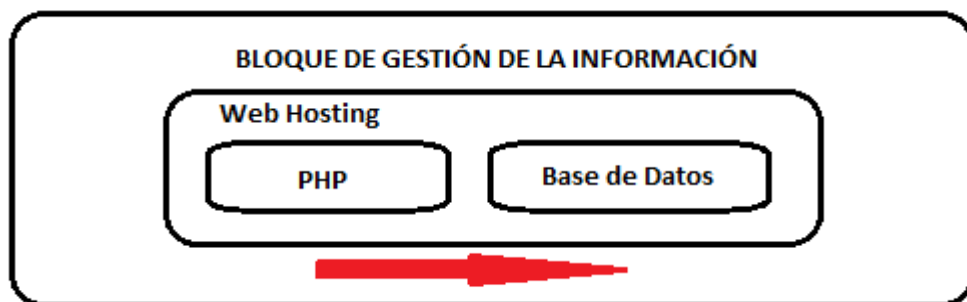 BLOQUE DE GESTIÓN DE LA INFORMACIÓN
Web Hosting
PHP
Base de Datos